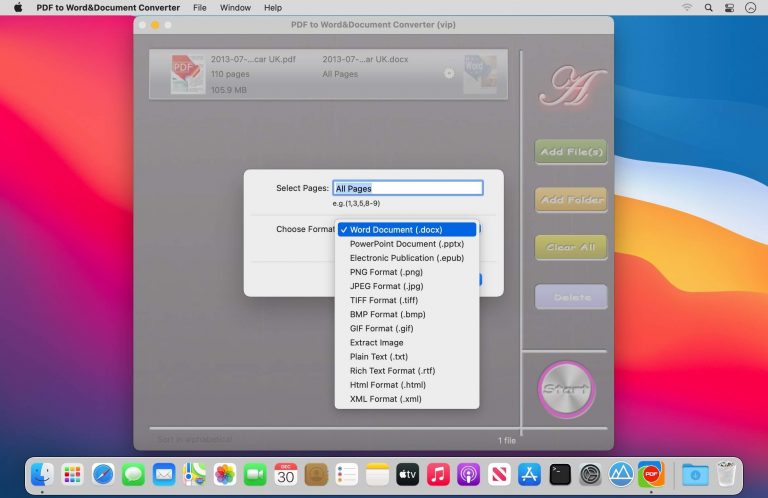 PDF to Word&Document Converter File Window Help
PDF to Word&Document Converter (vip)
PDF
2013-07-...car UK.pdf
110 pages
105.9 MB
2013-07-...ar UK.docx
All Pages
Word
A
Add File(s)
Add Folder
Clear All
Delete
Start
Select Pages: All Pages
e.g.(1,3,5,8-9)
Choose Format
✓ Word Document (.docx)
PowerPoint Document (.pptx)
Electronic Publication (.epub)
PNG Format (.png)
JPEG Format (.jpg)
TIFF Format (.tiff)
BMP Format (.bmp)
GIF Format (.gif)
Extract Image
Plain Text (.txt)
Rich Text Format (.rtf)
Html Format (.html)
XML Format (.xml)
Sort in alphabetical
1 file
DEC
30
tv
PDF